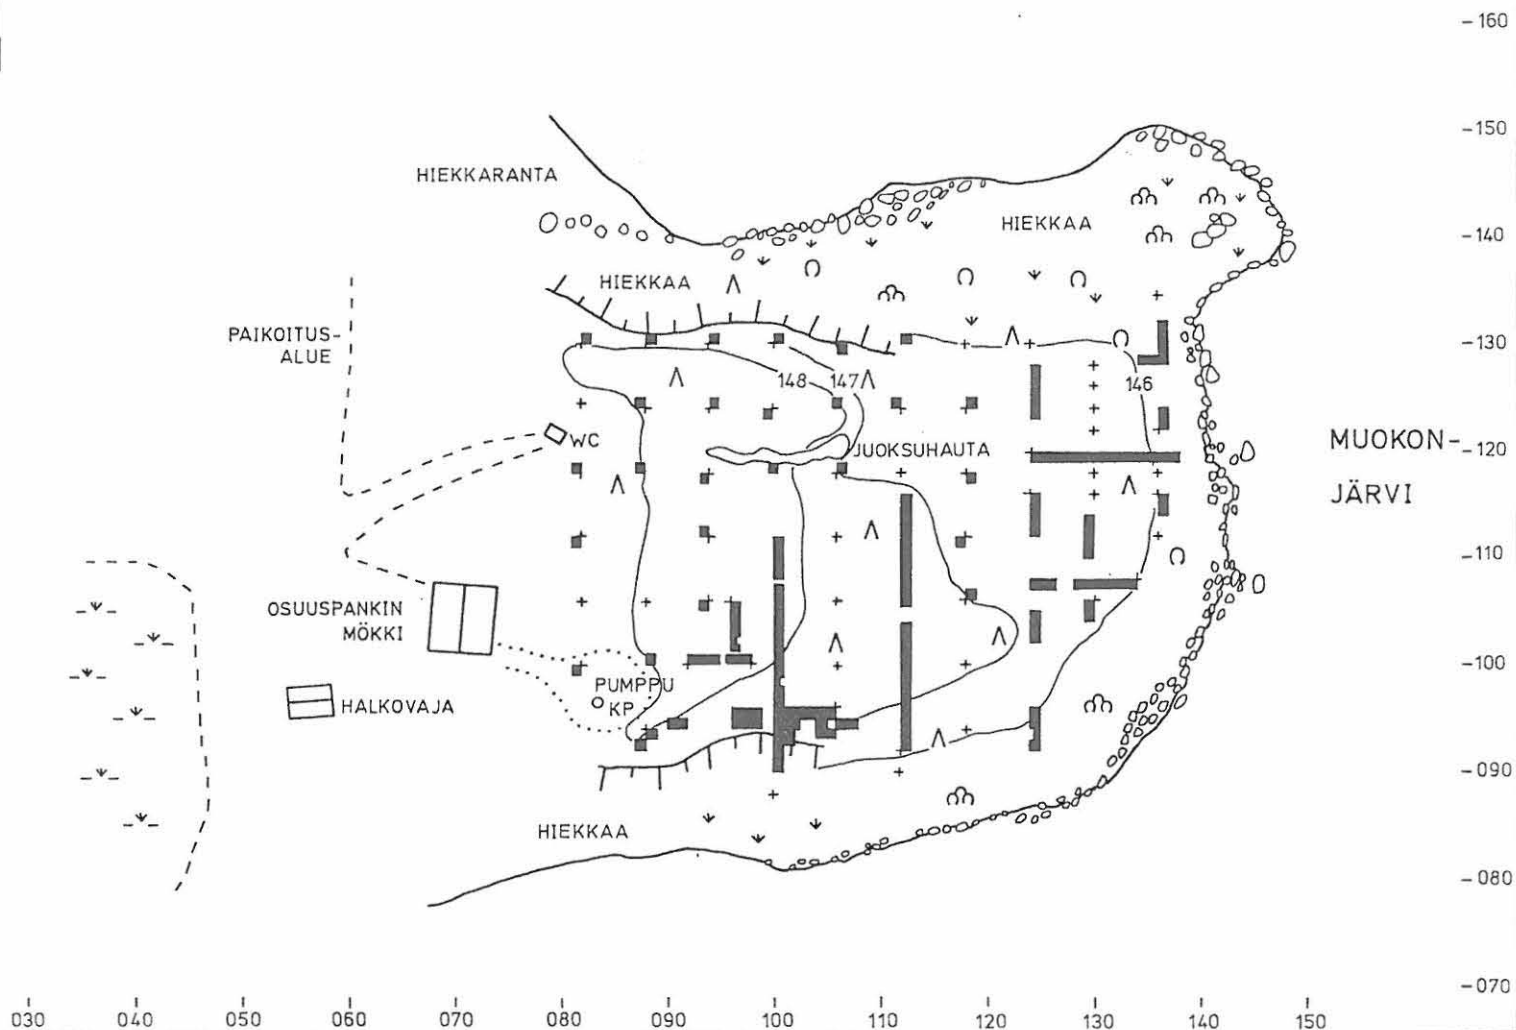 - 160
- 150
HIEKKARANTA
HIEKKAA
- 140
HIEKKAA
PAIKOITUS-
ALUE
- 130
148
147
146
WC
JUOKSUHAUTA
MUOKON-
JÄRVI
- 120
- 110
OSUUSPANKIN
MÖKKI
- 100
PUMPPU
KP
HALKOVAJA
- 090
HIEKKAA
- 080
- 070
030 040 050 060 070 080 090 100 110 120 130 140 150